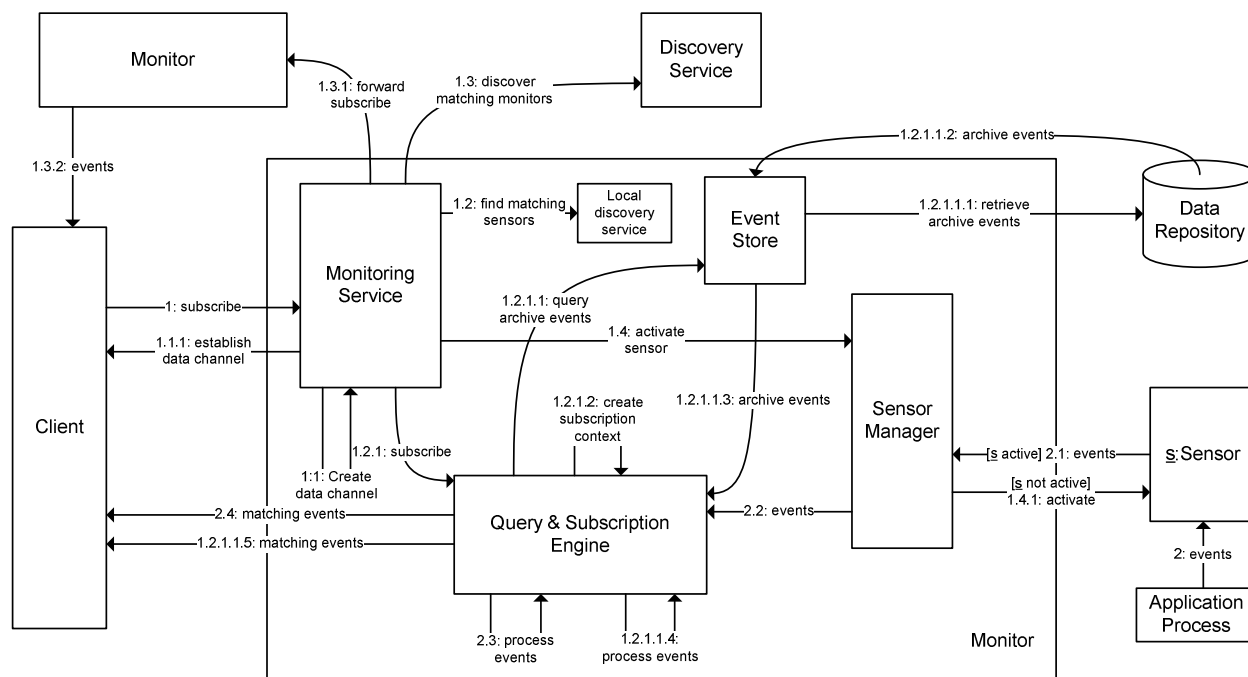 Monitor
Discovery
Service
1.3.1: forward
subscribe
1.3: discover
matching monitors
1.3.2: events
1.2.1.1.2: archive events
1.2: find matching
sensors
Local
discovery
service
Event
Store
1.2.1.1.1: retrieve
archive events
Data
Repository
Monitoring
Service
1: subscribe
1.2.1.1: query
archive events
1.1.1: establish
data channel
1.4: activate
sensor
Client
1.2.1.1.3: archive events
1.2.1.2: create
subscription
context
Sensor
Manager
s:Sensor
1.2.1: subscribe
1:1: Create
data channel
[s active] 2.1: events
[s not active]
1.4.1: activate
2.4: matching events
Query & Subscription
Engine
2.2: events
1.2.1.1.5: matching events
2: events
Application
Process
2.3: process
events
1.2.1.1.4:
process events
Monitor